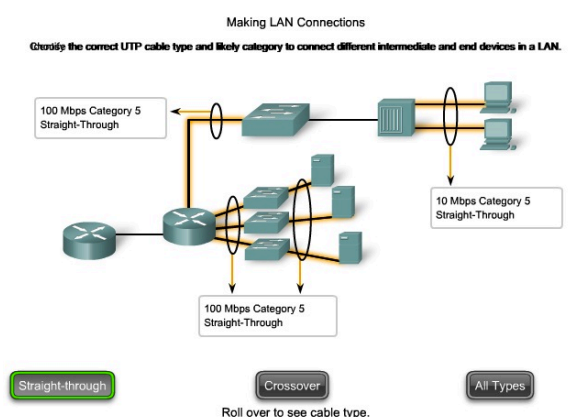 Making LAN Connections
the correct UTP cable type and likely category to connect different intermediate and end devices in a LAN.
100 Mbps Category 5
Straight-Through
10 Mbps Category 5
Straight-Through
100 Mbps Category 5
Straight-Through
Straight-through
Crossover
All Types
Roll over to see cable type.